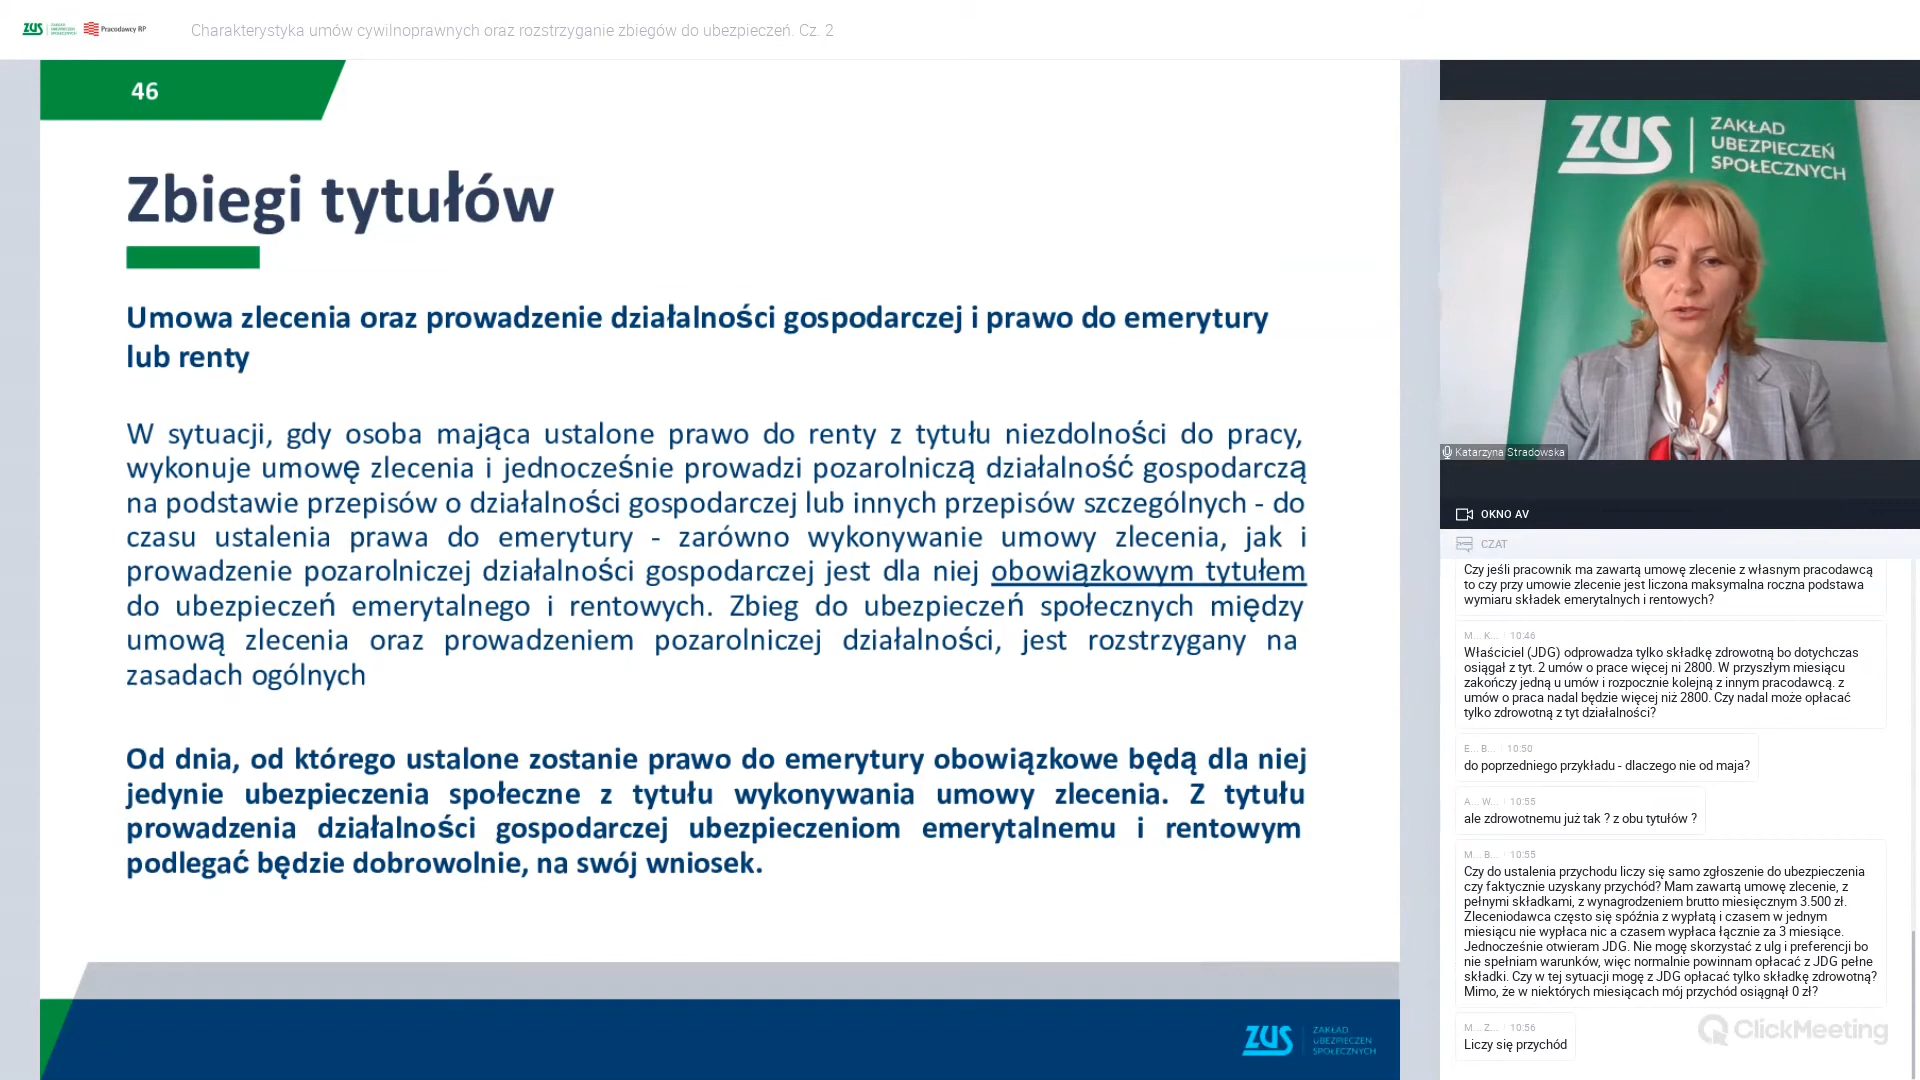 ZUS ZAKŁAD UBEZPIECZEŃ SPOŁECZNYCH Pracodawcy RP
Charakterystyka umów cywilnoprawnych oraz rozstrzyganie zbiegów do ubezpieczeń. Cz. 2
46
Zbiegi tytułów
Umowa zlecenia oraz prowadzenie działalności gospodarczej i prawo do emerytury
lub renty
W sytuacji, gdy osoba mająca ustalone prawo do renty z tytułu niezdolności do pracy,
wykonuje umowę zlecenia i jednocześnie prowadzi pozarolniczą działalność gospodarczą
na podstawie przepisów o działalności gospodarczej lub innych przepisów szczególnych - do
czasu ustalenia prawa do emerytury - zarówno wykonywanie umowy zlecenia, jak i
prowadzenie pozarolniczej działalności gospodarczej jest dla niej obowiązkowym tytułem
do ubezpieczeń emerytalnego i rentowych. Zbieg do ubezpieczeń społecznych między
umową zlecenia oraz prowadzeniem pozarolniczej działalności, jest rozstrzygany na
zasadach ogólnych
Od dnia, od którego ustalone zostanie prawo do emerytury obowiązkowe będą dla niej
jedynie ubezpieczenia społeczne z tytułu wykonywania umowy zlecenia. Z tytułu
prowadzenia działalności gospodarczej ubezpieczeniom emerytalnemu i rentowym
podlegać będzie dobrowolnie, na swój wniosek.
ZUS ZAKŁAD
UBEZPIECZEŃ
SPOŁECZNYCH
ZUS ZAKŁAD
UBEZPIECZEŃ
SPOŁECZNYCH
Katarzyna Stradowska
OKNO AV
CZAT
Czy jeśli pracownik ma zawartą umowę zlecenie z własnym pracodawcą
to czy przy umowie zlecenie jest liczona maksymalna roczna podstawa
wymiaru składek emerytalnych i rentowych?
M... K... 10:46
Właściciel (JDG) odprowadza tylko składkę zdrowotną bo dotychczas
osiągał z tyt. 2 umów o prace więcej ni 2800. W przyszłym miesiącu
zakończy jedną u umów i rozpocznie kolejną z innym pracodawcą. z
umów o praca nadal będzie więcej niż 2800. Czy nadal może opłacać
tylko zdrowotną z tyt działalności?
E... B... 10:50
do poprzedniego przykładu - dlaczego nie od maja?
A... W... 10:55
ale zdrowotnemu już tak ? z obu tytułów ?
M... B... 10:55
Czy do ustalenia przychodu liczy się samo zgłoszenie do ubezpieczenia
czy faktycznie uzyskany przychód? Mam zawartą umowę zlecenie, z
pełnymi składkami, z wynagrodzeniem brutto miesięcznym 3.500 zł.
Zleceniodawca często się spóźnia z wypłatą i czasem w jednym
miesiącu nie wypłaca nic a czasem wypłaca łącznie za 3 miesiące.
Jednocześnie otwieram JDG. Nie mogę skorzystać z ulg i preferencji bo
nie spełniam warunków, więc normalnie powinnam opłacać z JDG pełne
składki. Czy w tej sytuacji mogę z JDG opłacać tylko składkę zdrowotną?
Mimo, że w niektórych miesiącach mój przychód osiągnął 0 zł?
M... Z... 10:56
Liczy się przychód
ClickMeeting